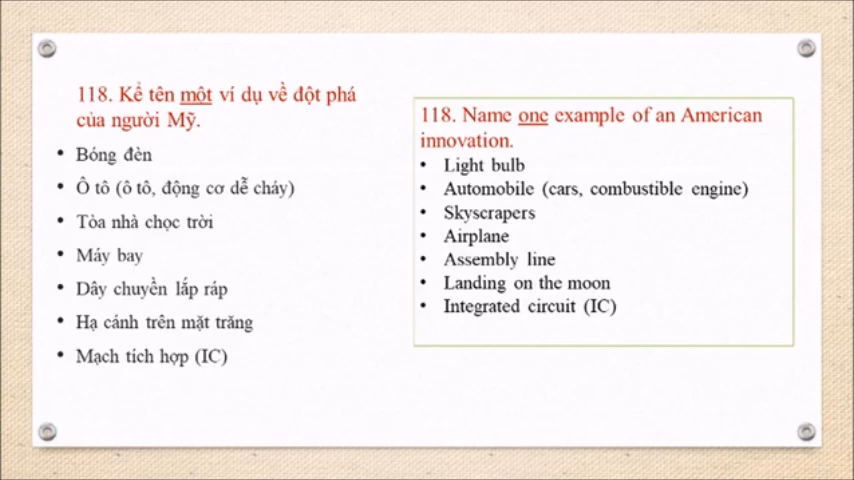 118. Kể tên một ví dụ về đột phá
của người Mỹ.
• Bóng đèn
• Ô tô (ô tô, động cơ dễ cháy)
• Tòa nhà chọc trời
• Máy bay
• Dây chuyền lắp ráp
• Hạ cánh trên mặt trăng
• Mạch tích hợp (IC)
118. Name one example of an American
innovation.
• Light bulb
• Automobile (cars, combustible engine)
• Skyscrapers
• Airplane
• Assembly line
• Landing on the moon
• Integrated circuit (IC)